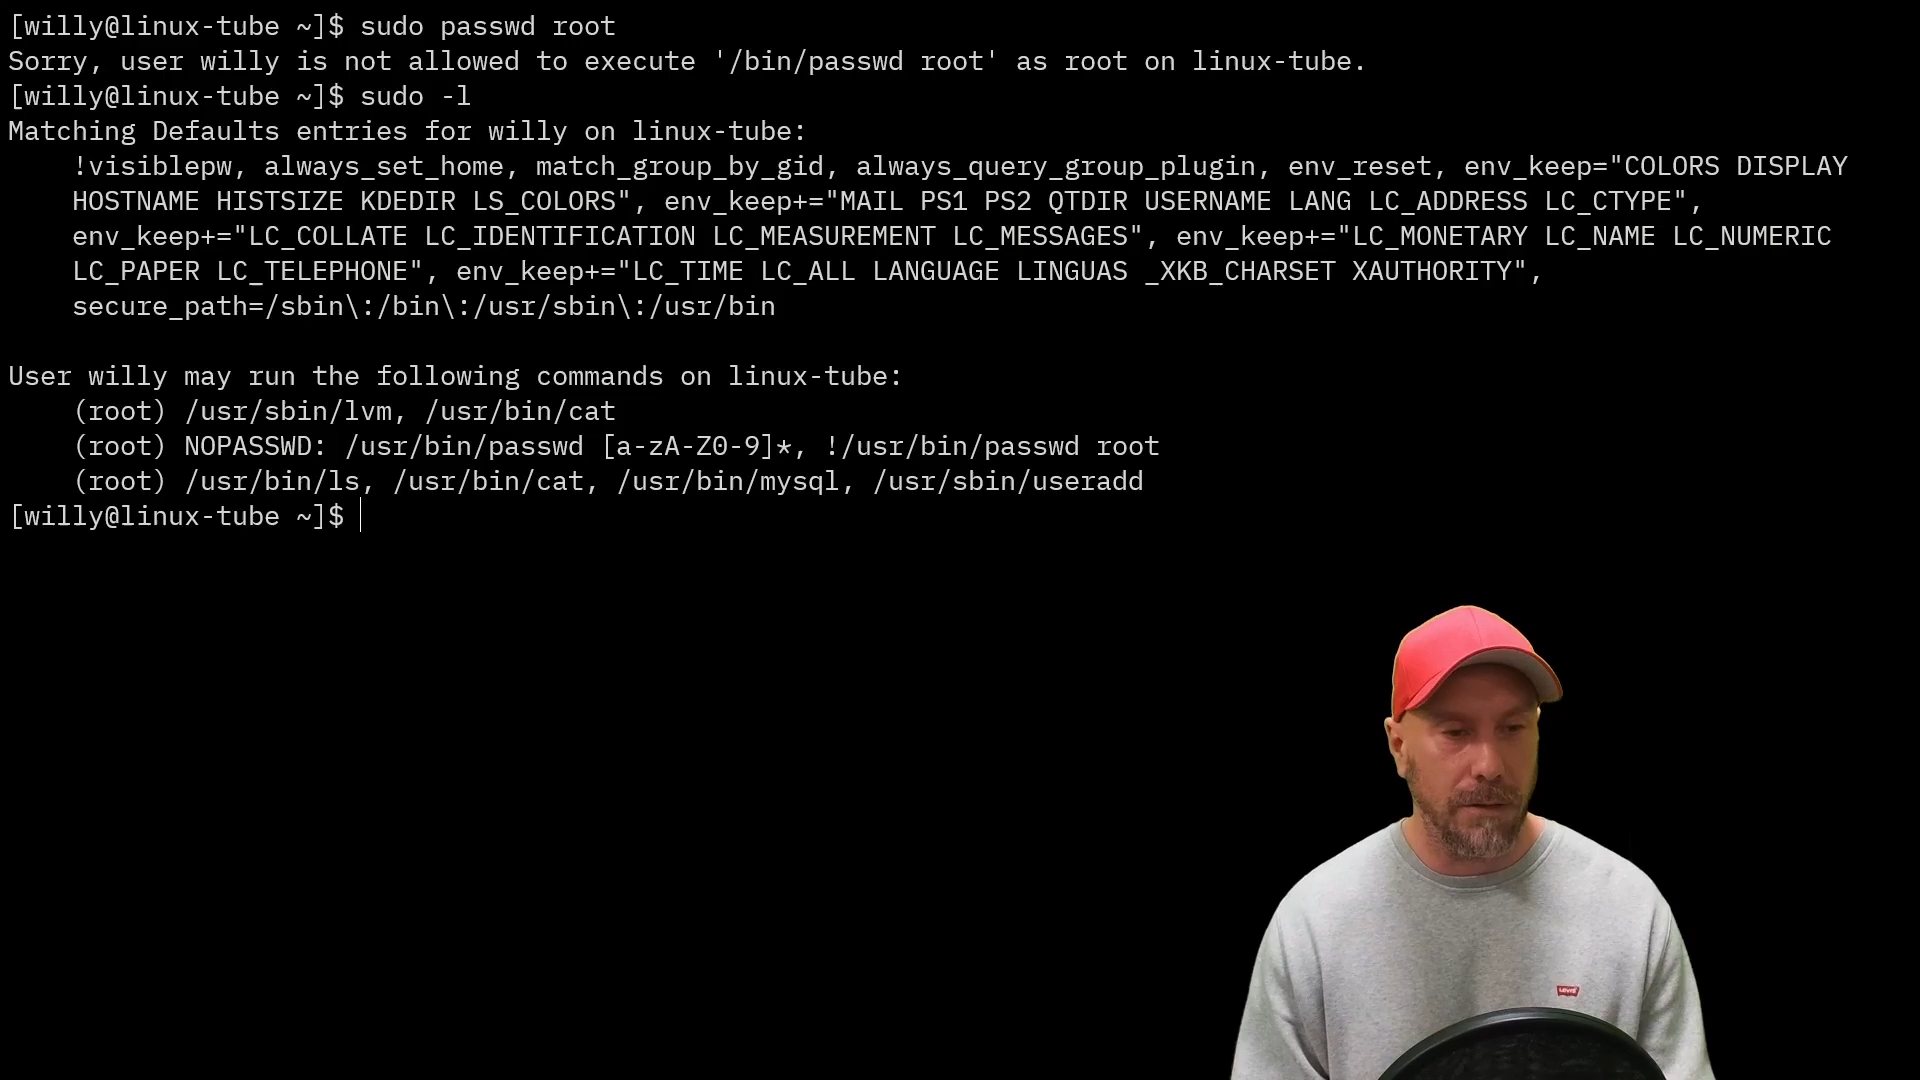 [willy@linux-tube ~]$ sudo passwd root
Sorry, user willy is not allowed to execute '/bin/passwd root' as root on linux-tube.
[willy@linux-tube ~]$ sudo -l
Matching Defaults entries for willy on linux-tube:
    !visiblepw, always_set_home, match_group_by_gid, always_query_group_plugin, env_reset, env_keep="COLORS DISPLAY
    HOSTNAME HISTSIZE KDEDIR LS_COLORS", env_keep+="MAIL PS1 PS2 QTDIR USERNAME LANG LC_ADDRESS LC_CTYPE",
    env_keep+="LC_COLLATE LC_IDENTIFICATION LC_MEASUREMENT LC_MESSAGES", env_keep+="LC_MONETARY LC_NAME LC_NUMERIC
    LC_PAPER LC_TELEPHONE", env_keep+="LC_TIME LC_ALL LANGUAGE LINGUAS _XKB_CHARSET XAUTHORITY",
    secure_path=/sbin\:/bin\:/usr/sbin\:/usr/bin

User willy may run the following commands on linux-tube:
    (root) /usr/sbin/lvm, /usr/bin/cat
    (root) NOPASSWD: /usr/bin/passwd [a-zA-Z0-9]*, !/usr/bin/passwd root
    (root) /usr/bin/ls, /usr/bin/cat, /usr/bin/mysql, /usr/sbin/useradd
[willy@linux-tube ~]$
Levi's